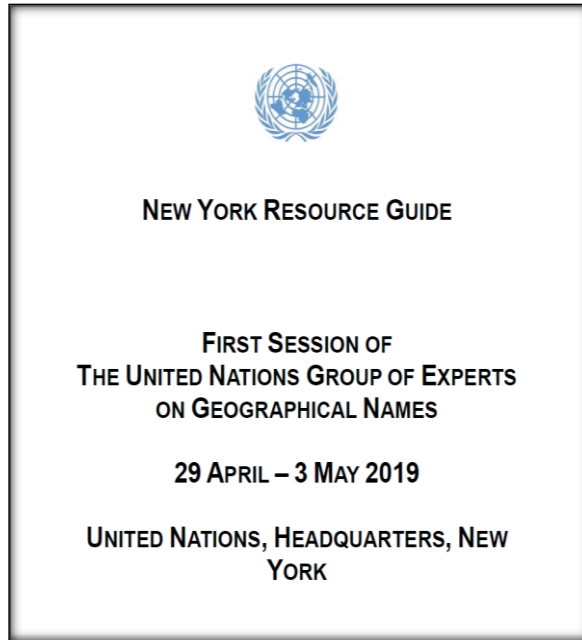 NEW YORK RESOURCE GUIDE
FIRST SESSION OF
THE UNITED NATIONS GROUP OF EXPERTS
ON GEOGRAPHICAL NAMES
29 APRIL – 3 MAY 2019
UNITED NATIONS, HEADQUARTERS, NEW
YORK